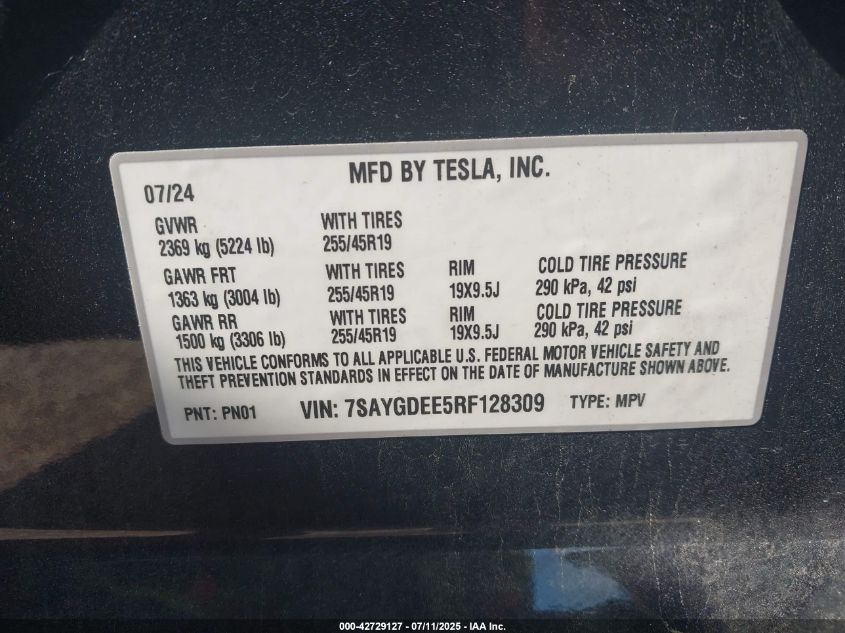 MFD BY TESLA, INC.
07/24
GVWR WITH TIRES
2369 kg (5224 lb) 255/45R19
GAWR FRT WITH TIRES RIM COLD TIRE PRESSURE
1363 kg (3004 lb) 255/45R19 19X9.5J 290 kPa, 42 psi
GAWR RR WITH TIRES RIM COLD TIRE PRESSURE
1500 kg (3306 lb) 255/45R19 19X9.5J 290 kPa, 42 psi
THIS VEHICLE CONFORMS TO ALL APPLICABLE U.S. FEDERAL MOTOR VEHICLE SAFETY AND
THEFT PREVENTION STANDARDS IN EFFECT ON THE DATE OF MANUFACTURE SHOWN ABOVE.
PNT: PN01 VIN: 7SAYGDEE5RF128309 TYPE: MPV
000-42729127 - 07/11/2025 - IAA Inc.